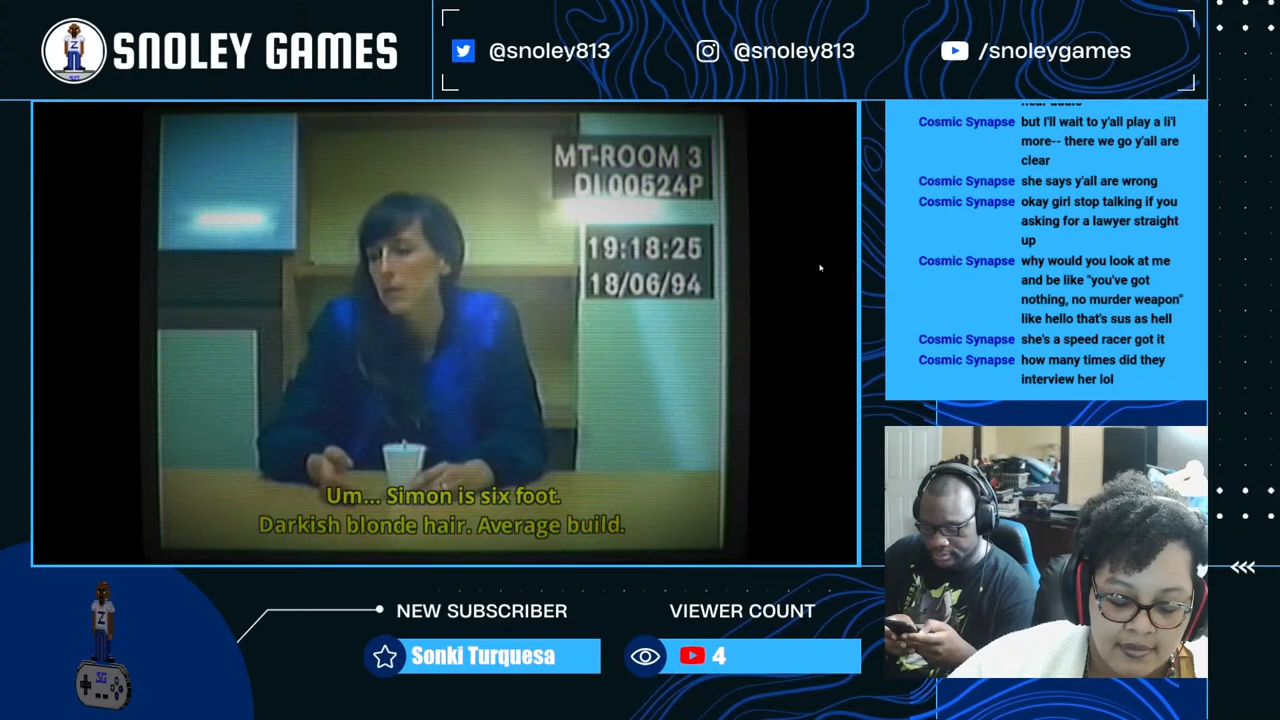 SNOLEY GAMES
@snoley813
@snoley813
/snoleygames
MT-ROOM 3
DI 00524P
19:18:25
18/06/94
Um... Simon is six foot.
Darkish blonde hair. Average build.
Cosmic Synapse but I'll wait to y'all play a li'l
more-- there we go y'all are
clear
Cosmic Synapse she says y'all are wrong
Cosmic Synapse okay girl stop talking if you
asking for a lawyer straight
up
Cosmic Synapse why would you look at me
and be like "you've got
nothing, no murder weapon"
like hello that's sus as hell
Cosmic Synapse she's a speed racer got it
Cosmic Synapse how many times did they
interview her lol
NEW SUBSCRIBER
Sonki Turquesa
VIEWER COUNT
4
SG